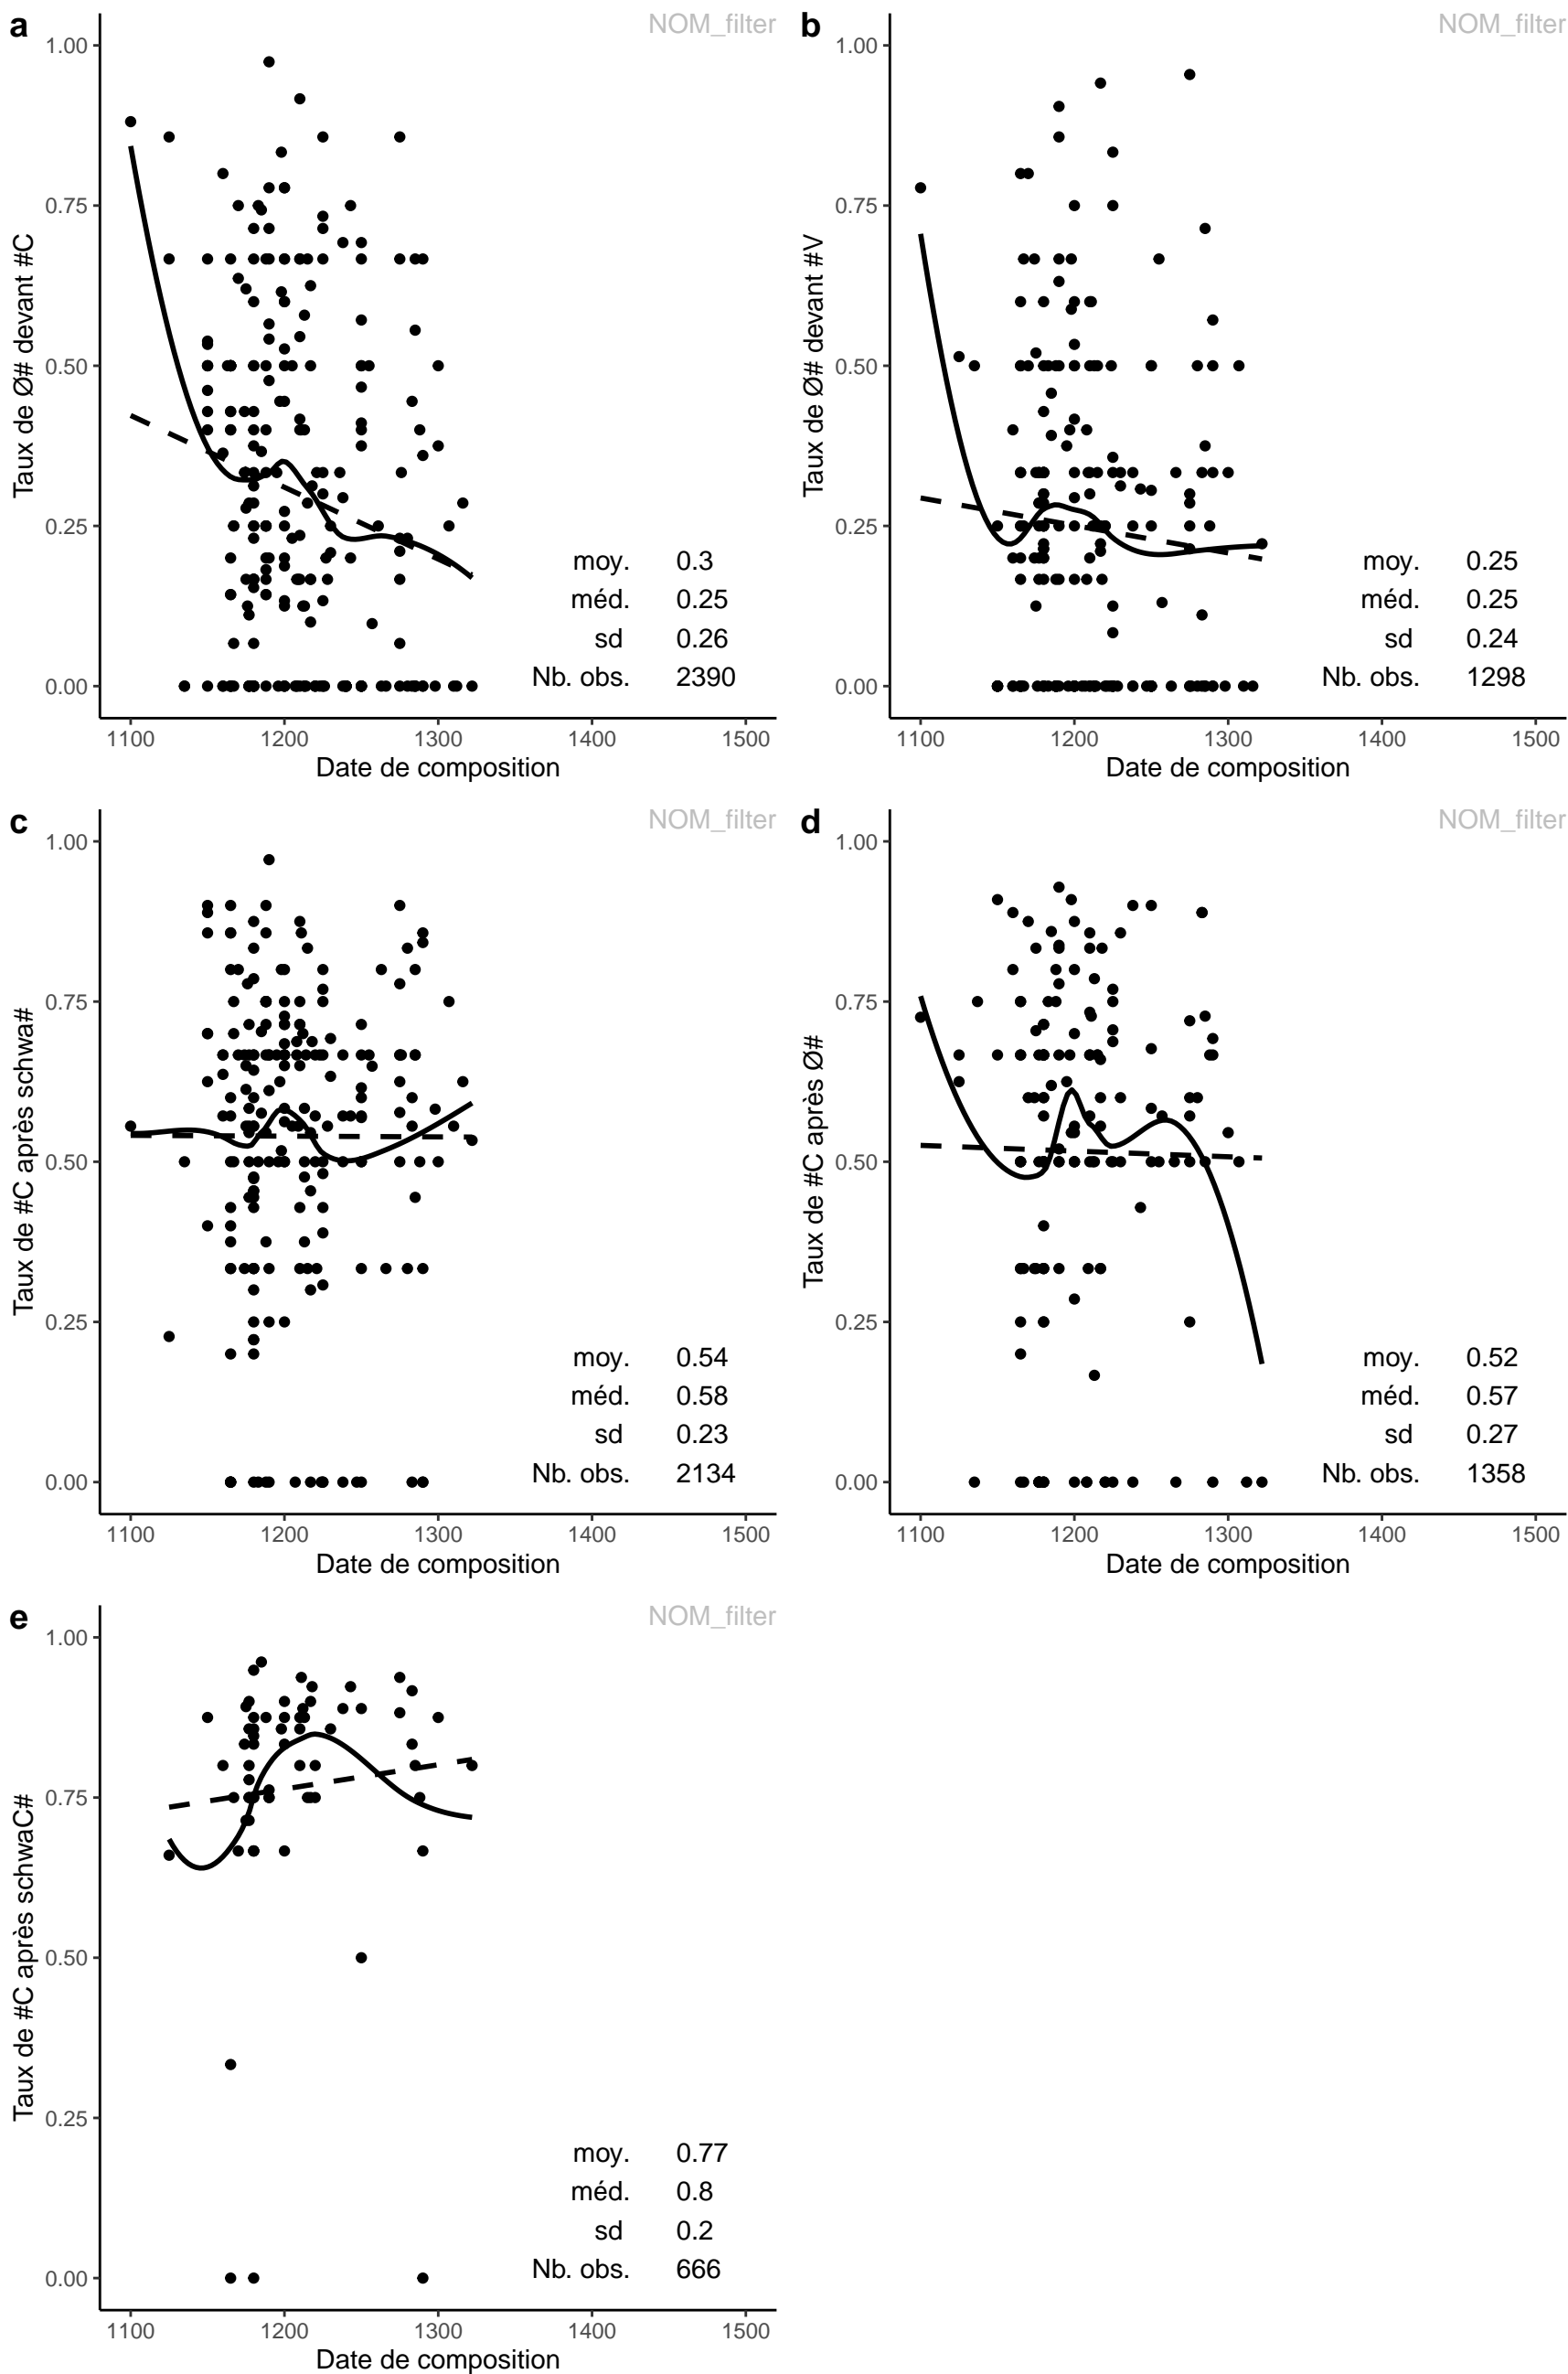 a
NOM_filter
1.00
0.75
0.50
0.25
0.00
Taux de Ø# devant #C
moy. 0.3
méd. 0.25
sd 0.26
Nb. obs. 2390
1100 1200 1300 1400 1500
Date de composition
b
NOM_filter
1.00
0.75
0.50
0.25
0.00
Taux de Ø# devant #V
moy. 0.25
méd. 0.25
sd 0.24
Nb. obs. 1298
1100 1200 1300 1400 1500
Date de composition
c
NOM_filter
1.00
0.75
0.50
0.25
0.00
Taux de #C après schwa#
moy. 0.54
méd. 0.58
sd 0.23
Nb. obs. 2134
1100 1200 1300 1400 1500
Date de composition
d
NOM_filter
1.00
0.75
0.50
0.25
0.00
Taux de #C après Ø#
moy. 0.52
méd. 0.57
sd 0.27
Nb. obs. 1358
1100 1200 1300 1400 1500
Date de composition
e
NOM_filter
1.00
0.75
0.50
0.25
0.00
Taux de #C après schwaC#
moy. 0.77
méd. 0.8
sd 0.2
Nb. obs. 666
1100 1200 1300 1400 1500
Date de composition